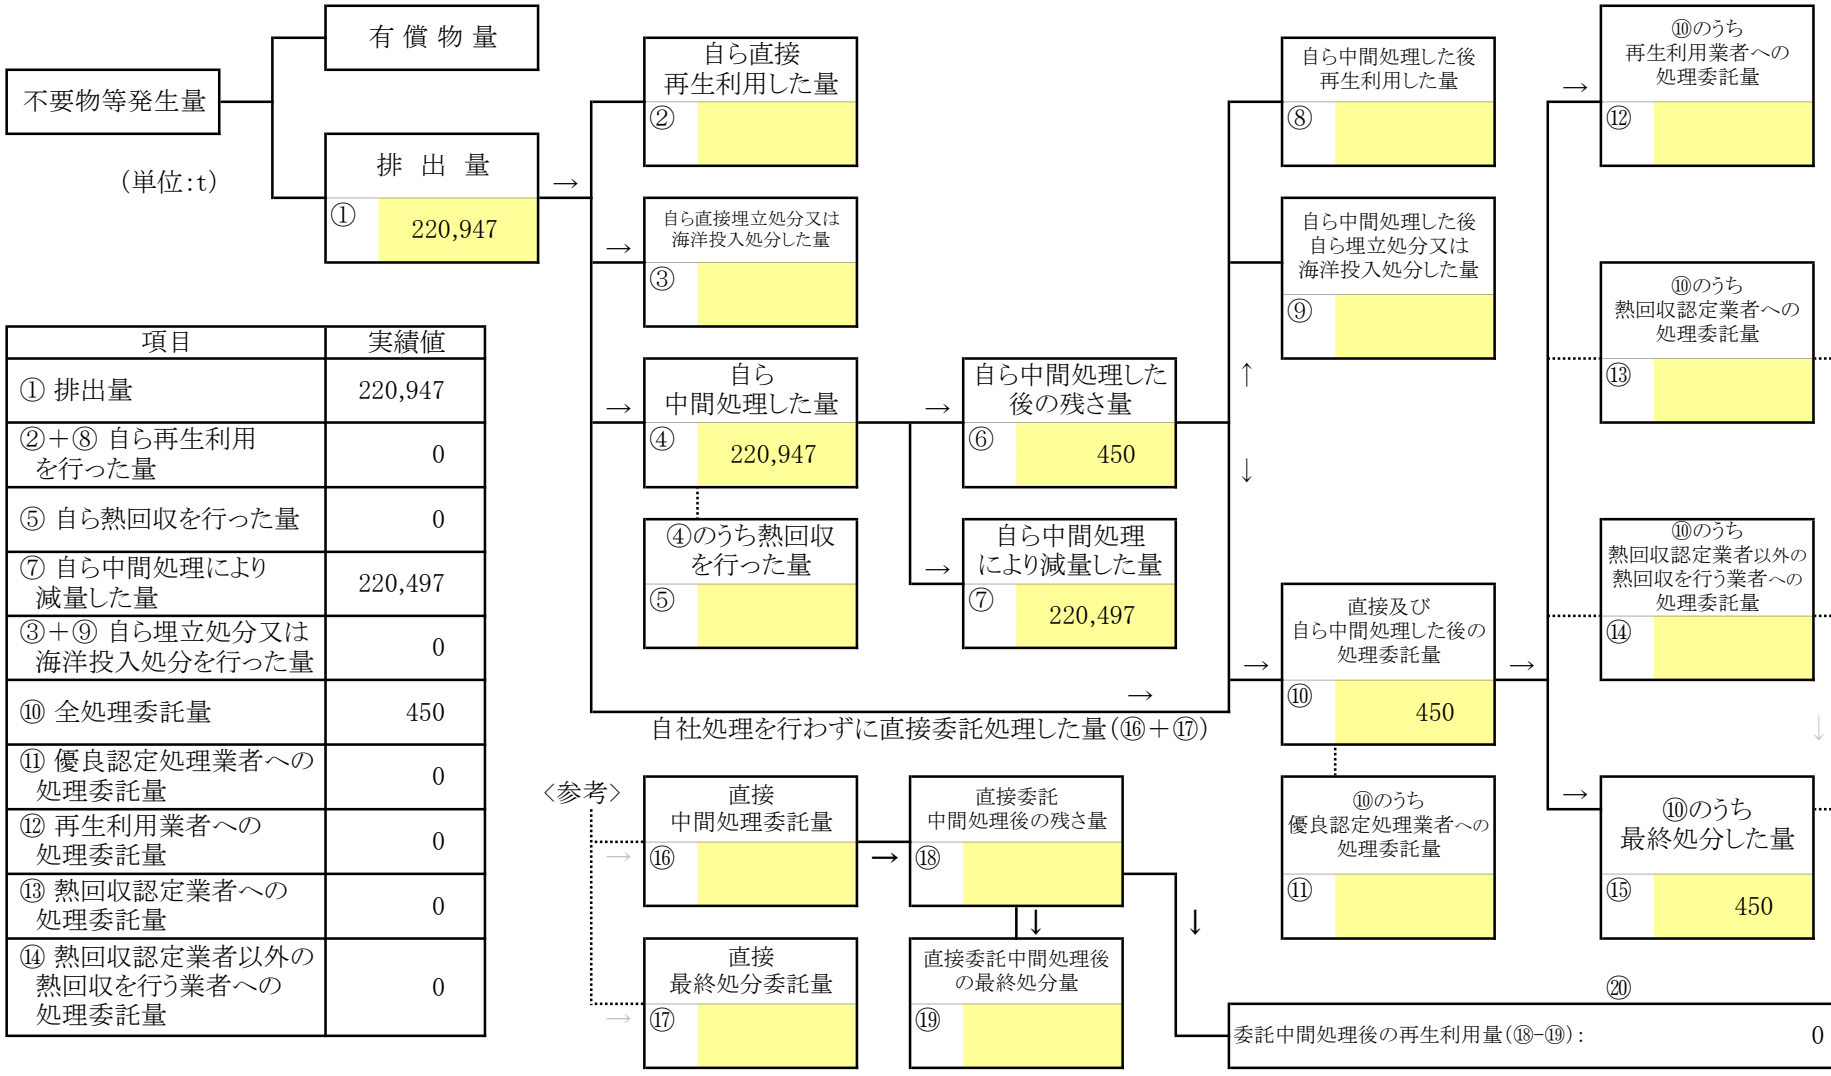 有 償 物 量
不要物等発生量
(単位:t)
排 出 量
①
220,947
→
自ら直接
再生利用した量
②
→
自ら直接埋立処分又は
海洋投入処分した量
③
→
自ら
中間処理した量
④
220,947
④のうち熱回収
を行った量
⑤
→
自ら中間処理した
後の残さ量
⑥
450
→
自ら中間処理
により減量した量
⑦
220,497
↑
↓
自ら中間処理した後
再生利用した量
⑧
自ら中間処理した後
自ら埋立処分又は
海洋投入処分した量
⑨
→
自社処理を行わずに直接委託処理した量(⑯+⑰)
→
直接及び
自ら中間処理した後の
処理委託量
⑩
450
⑩のうち
優良認定処理業者への
処理委託量
⑪
→
→
⑩のうち
再生利用業者への
処理委託量
⑫
⑩のうち
熱回収認定業者への
処理委託量
⑬
⑩のうち
熱回収認定業者以外の
熱回収を行う業者への
処理委託量
⑭
↓
→
⑩のうち
最終処分した量
⑮
450
項目 実績値
① 排出量 220,947
②+⑧ 自ら再生利用
を行った量 0
⑤ 自ら熱回収を行った量 0
⑦ 自ら中間処理により
減量した量 220,497
③+⑨ 自ら埋立処分又は
海洋投入処分を行った量 0
⑩ 全処理委託量 450
⑪ 優良認定処理業者への
処理委託量 0
⑫ 再生利用業者への
処理委託量 0
⑬ 熱回収認定業者への
処理委託量 0
⑭ 熱回収認定業者以外の
熱回収を行う業者への
処理委託量 0
<参考>
→
直接
中間処理委託量
⑯
→
直接委託
中間処理後の残さ量
⑱
↓
↓
→
直接
最終処分委託量
⑰
直接委託中間処理後
の最終処分量
⑲
⑳
委託中間処理後の再生利用量(⑱-⑲): 0